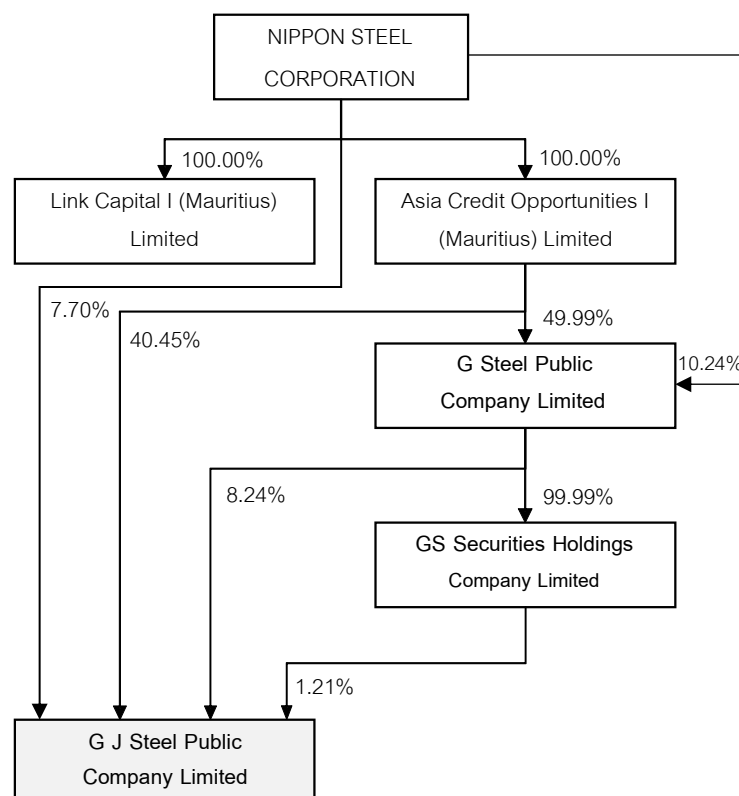 NIPPON STEEL
CORPORATION
100.00%
100.00%
Link Capital I (Mauritius)
Limited
Asia Credit Opportunities I
(Mauritius) Limited
7.70%
40.45%
49.99%
G Steel Public
Company Limited
10.24%
8.24%
99.99%
GS Securities Holdings
Company Limited
1.21%
G J Steel Public
Company Limited